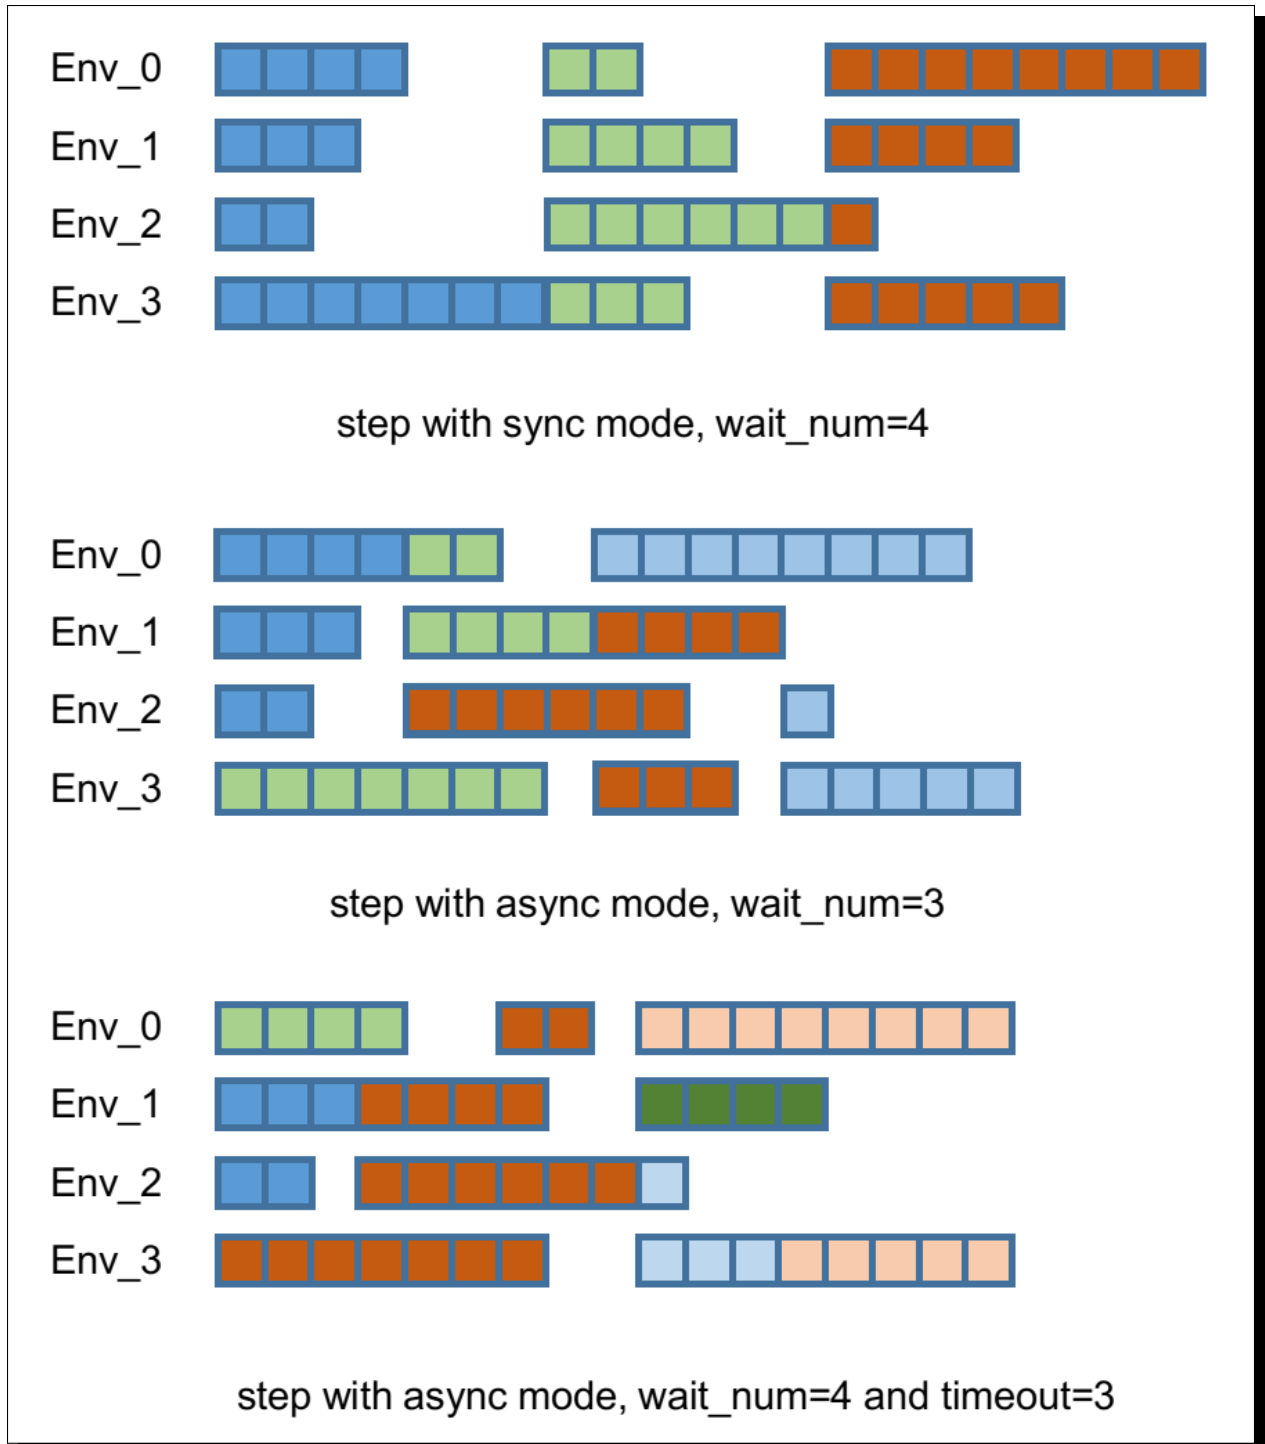 Env_0
Env_1
Env_2
Env_3
step with sync mode, wait_num=4
Env_0
Env_1
Env_2
Env_3
step with async mode, wait_num=3
Env_0
Env_1
Env_2
Env_3
step with async mode, wait_num=4 and timeout=3